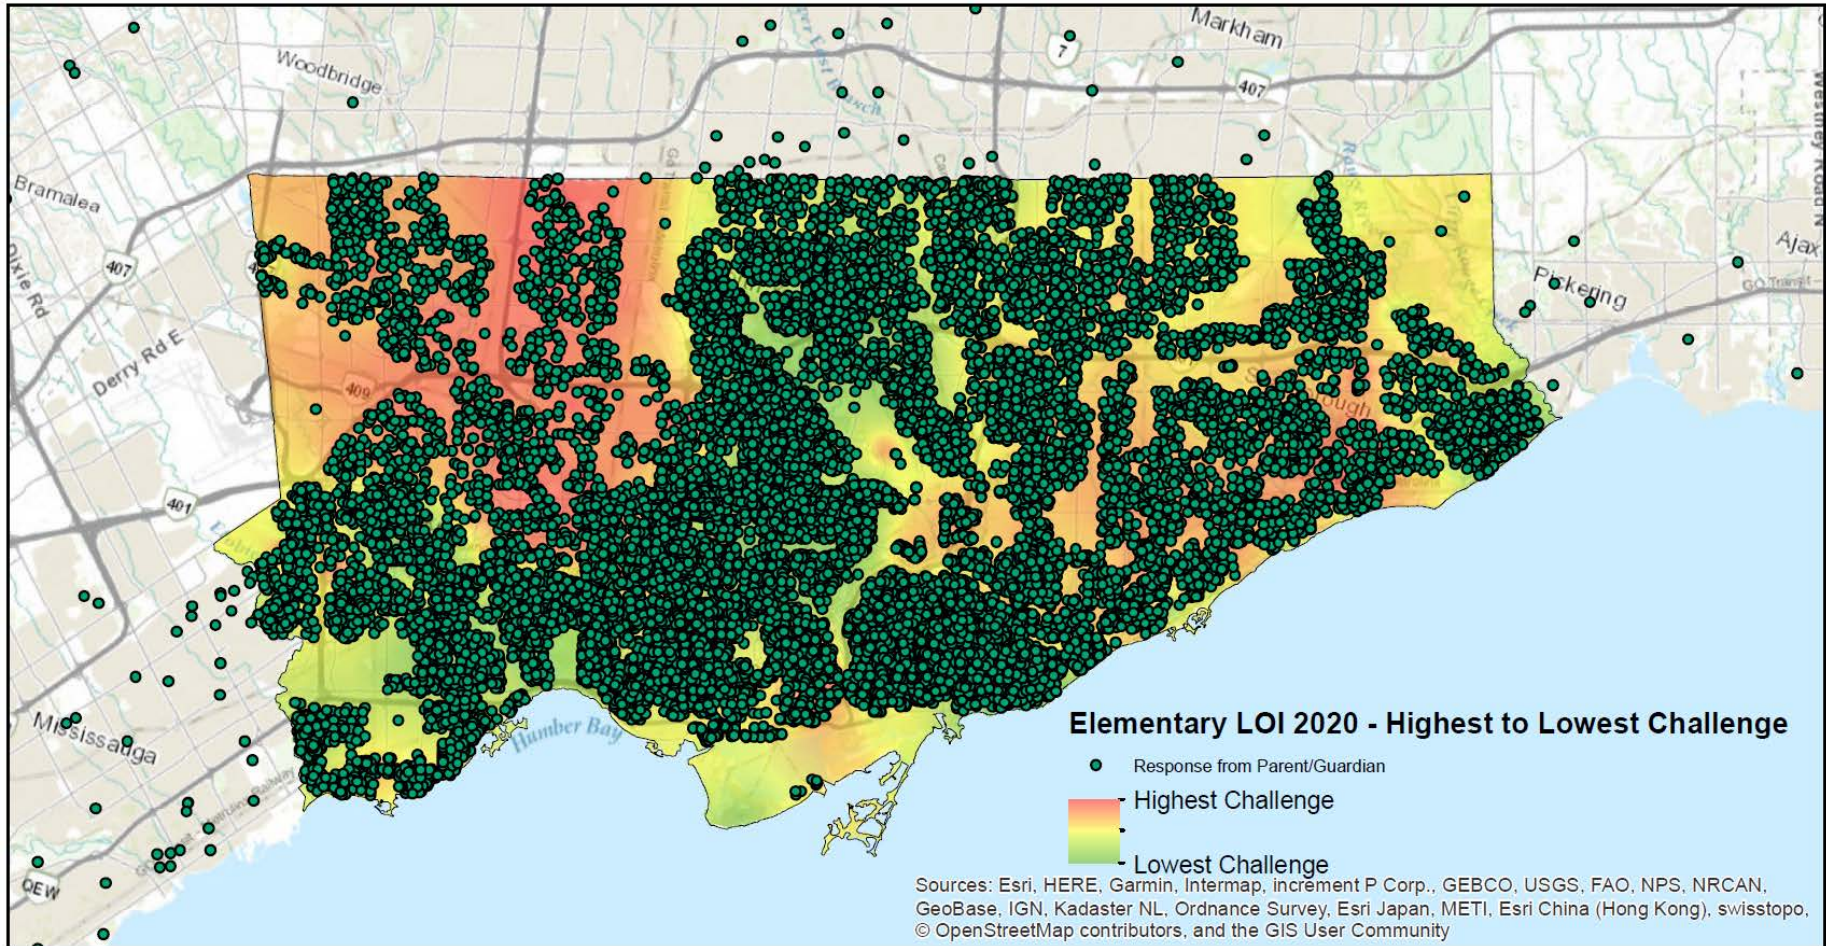 Markham
7
Woodbridge
407
Bramalea
Westney Road N
Dixie Rd
407
Ajax
Pickering
GO Transit
Derry Rd E
409
Scarborough
401
Humber Bay
Mississauga
QEW
Elementary LOI 2020 - Highest to Lowest Challenge
Response from Parent/Guardian
Highest Challenge
Lowest Challenge
Sources: Esri, HERE, Garmin, Intermap, increment P Corp., GEBCO, USGS, FAO, NPS, NRCAN,
GeoBase, IGN, Kadaster NL, Ordnance Survey, Esri Japan, METI, Esri China (Hong Kong), swisstopo,
© OpenStreetMap contributors, and the GIS User Community